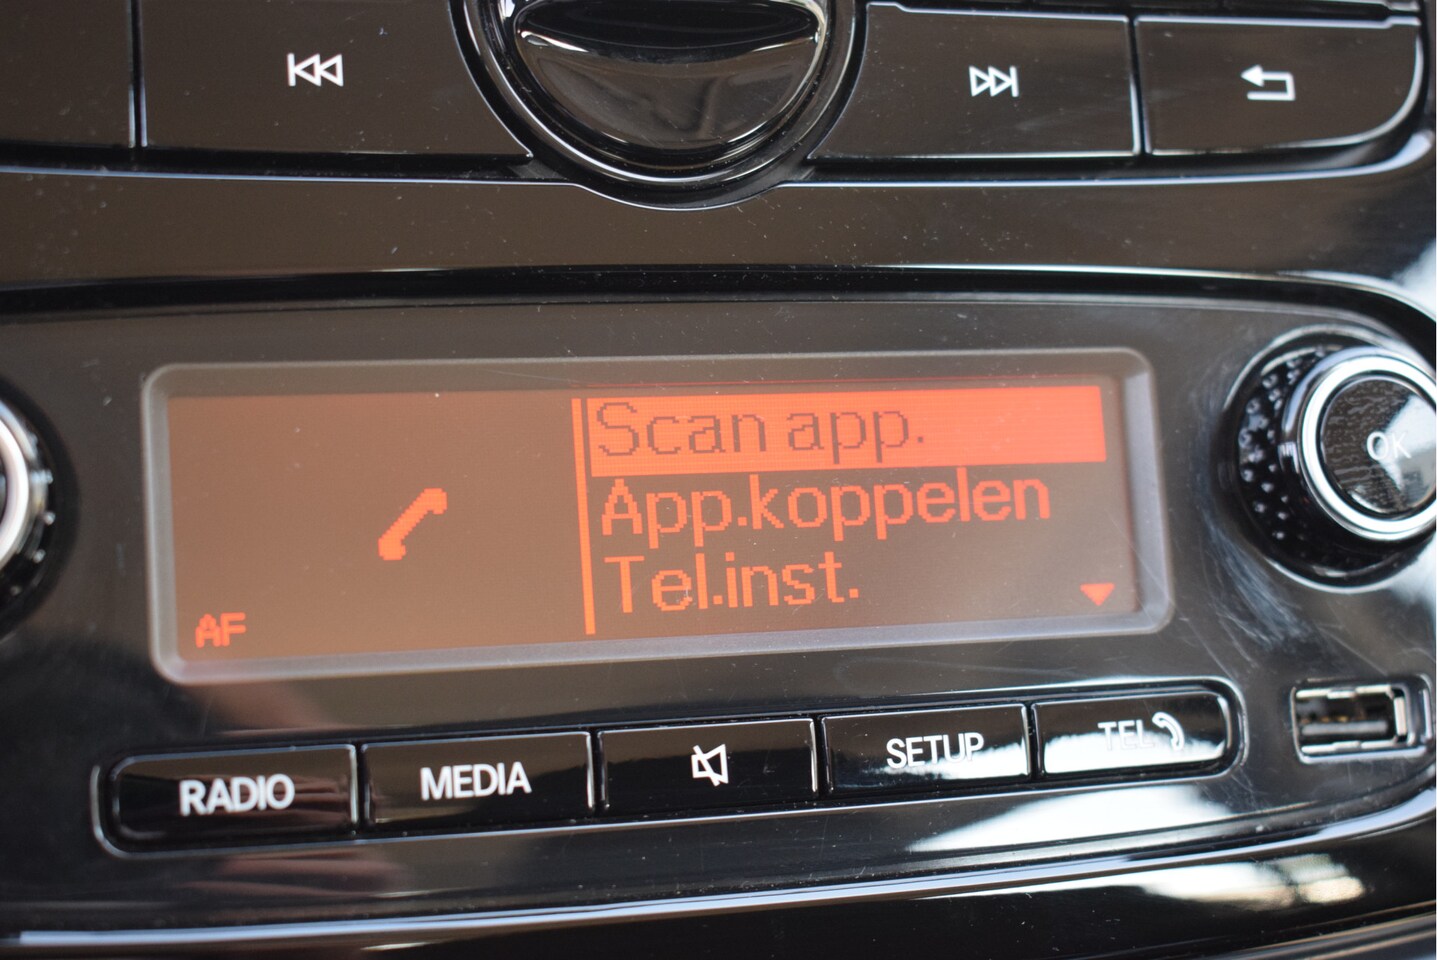 OK
Scan app.
App.koppelen
Tel.inst.
AF
RADIO
MEDIA
SETUP
TEL